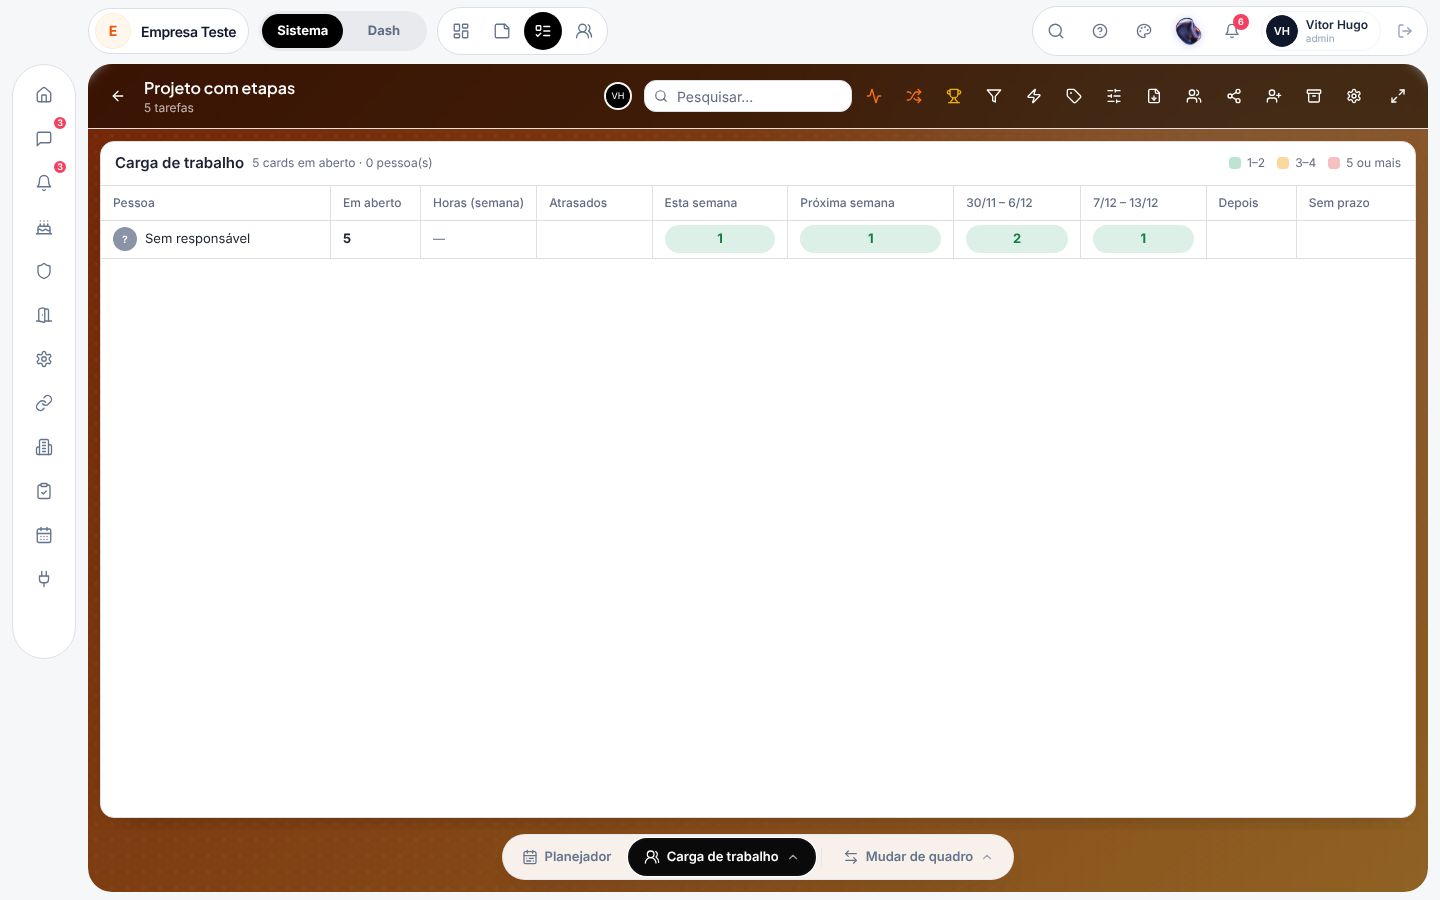 E Empresa Teste Sistema Dash 6 VH Vitor Hugo
admin
Projeto com etapas
5 tarefas
VH Pesquisar...
3
3
Carga de trabalho 5 cards em aberto · 0 pessoa(s) 1–2 3–4 5 ou mais
Pessoa Em aberto Horas (semana) Atrasados Esta semana Próxima semana 30/11 – 6/12 7/12 – 13/12 Depois Sem prazo
? Sem responsável 5 — 1 1 2 1
Planejador Carga de trabalho Mudar de quadro